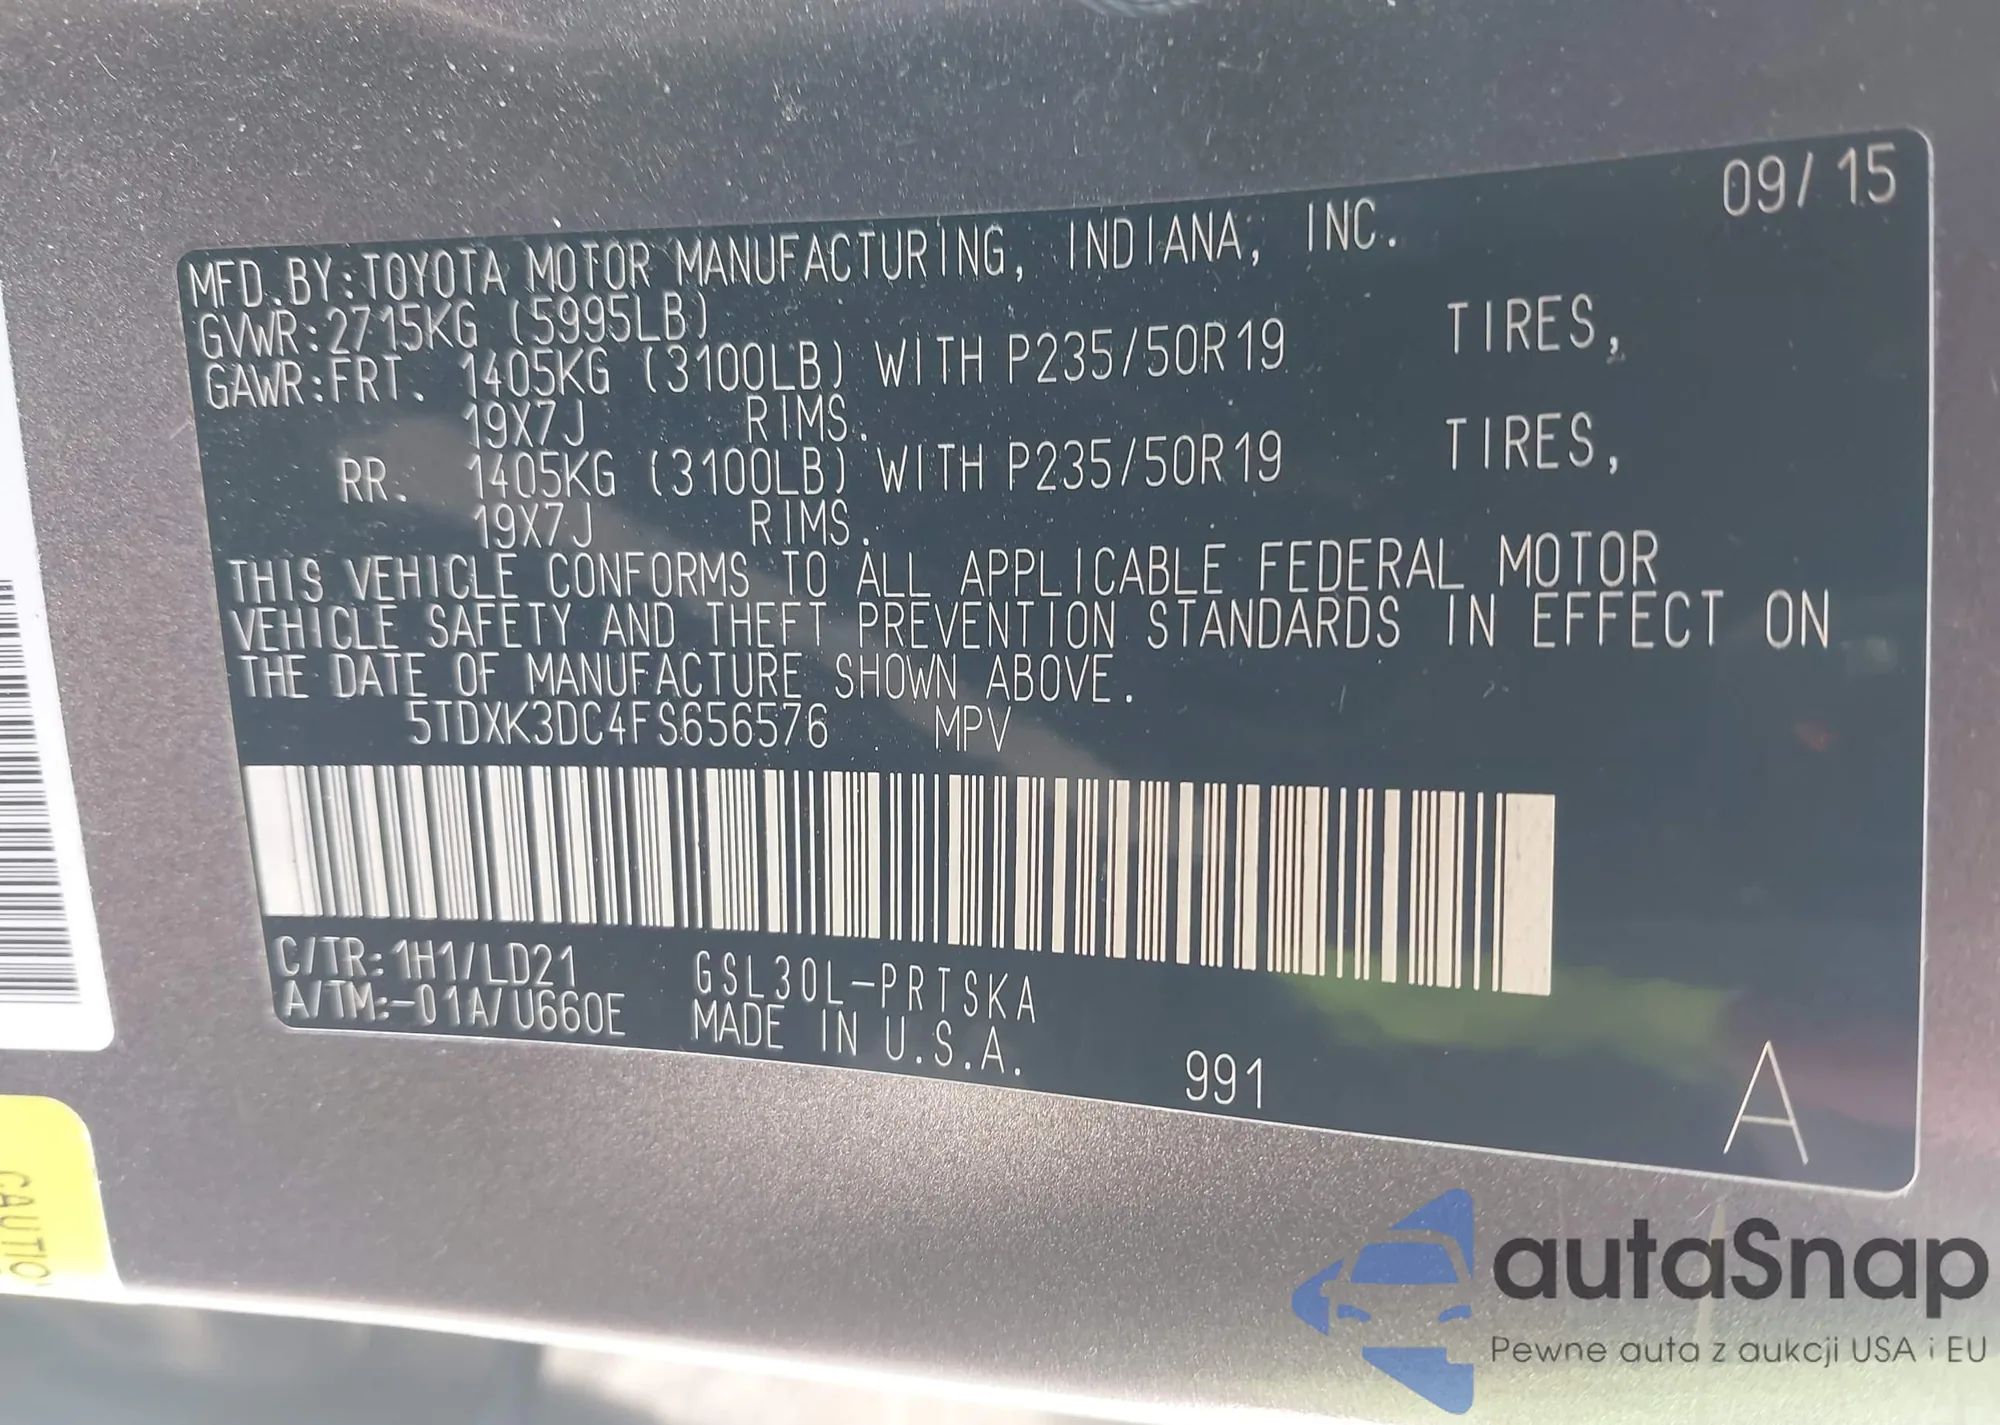 09/15
MFD.BY:TOYOTA MOTOR MANUFACTURING, INDIANA, INC.
GVWR:2715KG (5995LB)
GAWR:FRT. 1405KG (3100LB) WITH P235/50R19 TIRES,
19X7J RIMS.
RR. 1405KG (3100LB) WITH P235/50R19 TIRES,
19X7J RIMS.
THIS VEHICLE CONFORMS TO ALL APPLICABLE FEDERAL MOTOR
VEHICLE SAFETY AND THEFT PREVENTION STANDARDS IN EFFECT ON
THE DATE OF MANUFACTURE SHOWN ABOVE.
5TDXK3DC4FS656576 MPV
C/TR:1H1/LD21 GSL30L-PRTSKA
A/TM:-01A/U660E MADE IN U.S.A.
991
A
autaSnap
Pewne auta z aukcji USA i EU